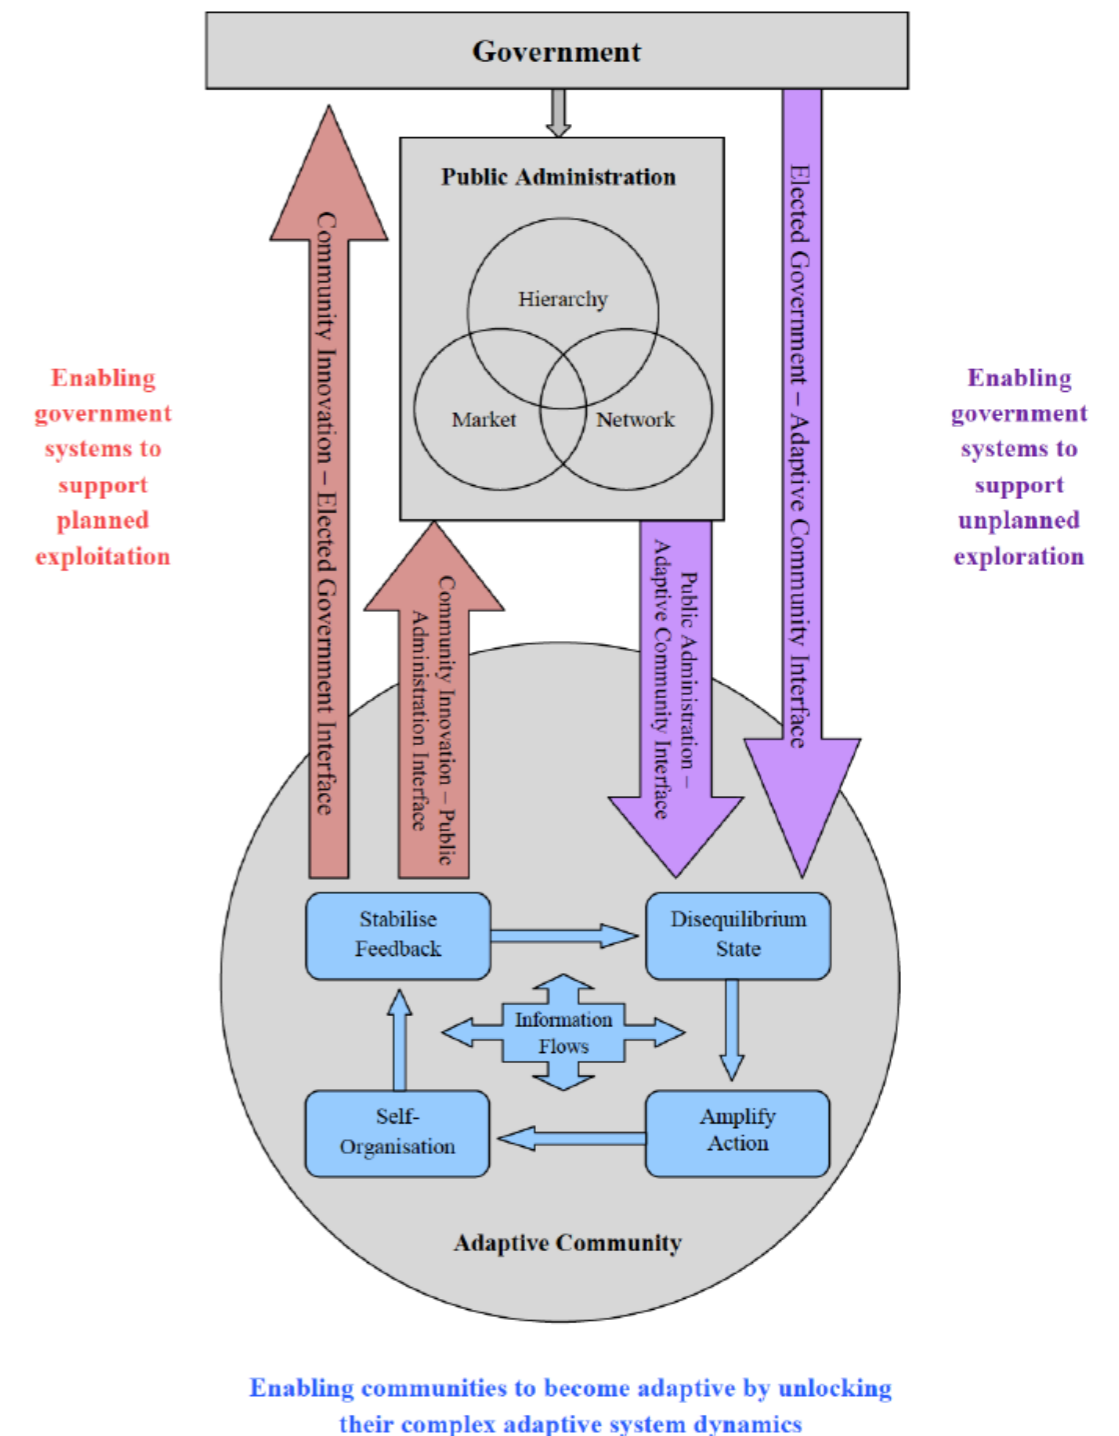 Government
Public Administration
Hierarchy
Market
Network
Community Innovation – Elected Government Interface
Elected Government – Adaptive Community Interface
Enabling
government
systems to
support
planned
exploitation
Enabling
government
systems to
support
unplanned
exploration
Community Innovation – Public
Administration Interface
Public Administration –
Adaptive Community Interface
Stabilise
Feedback
Disequilibrium
State
Information
Flows
Self-
Organisation
Amplify
Action
Adaptive Community
Enabling communities to become adaptive by unlocking
their complex adaptive system dynamics